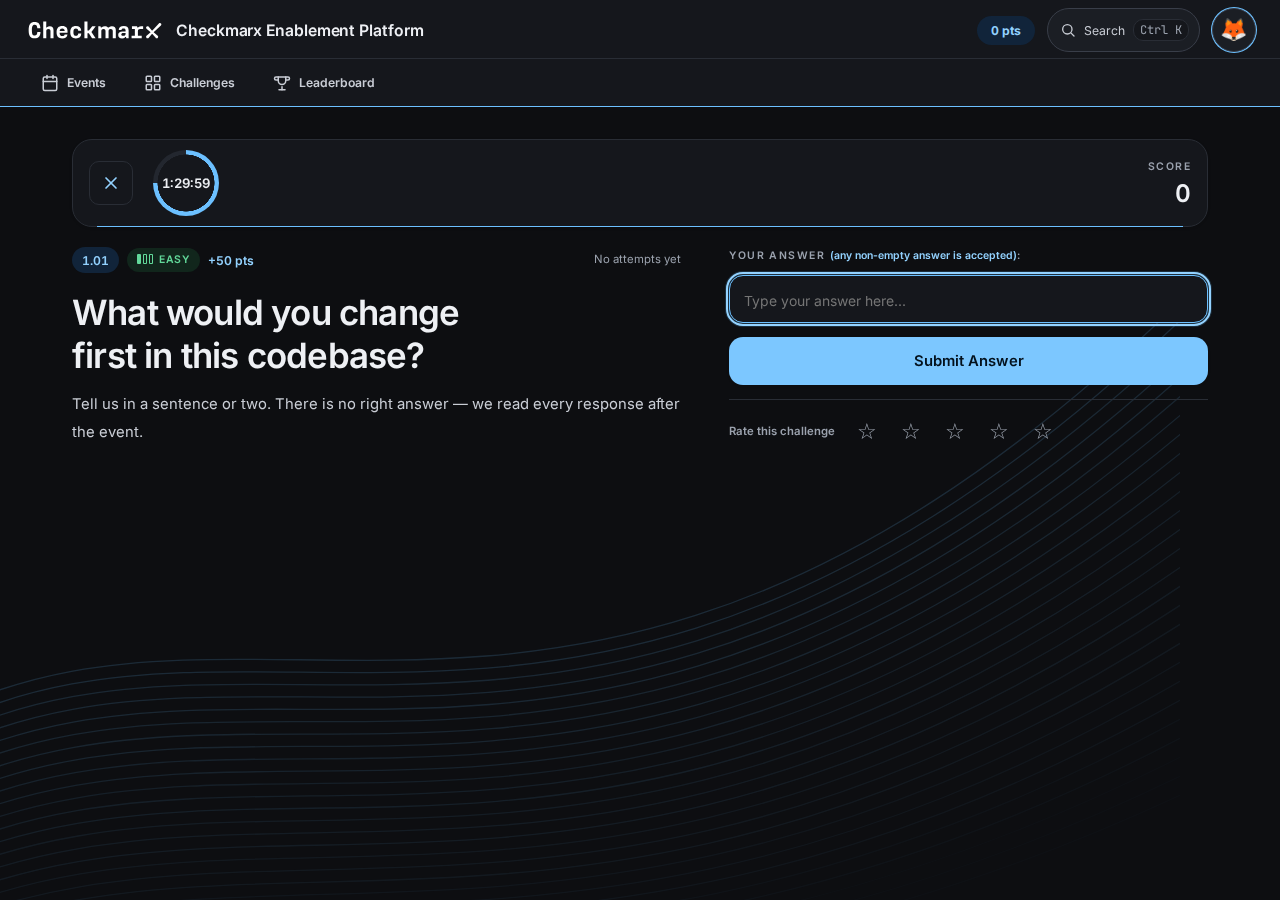 Checkmarx Checkmarx Enablement Platform
0 pts
Search Ctrl K
Events Challenges Leaderboard
1:29:59
SCORE
0
1.01 EASY +50 pts No attempts yet
What would you change
first in this codebase?
Tell us in a sentence or two. There is no right answer — we read every response after
the event.
YOUR ANSWER (any non-empty answer is accepted):
Type your answer here...
Submit Answer
Rate this challenge